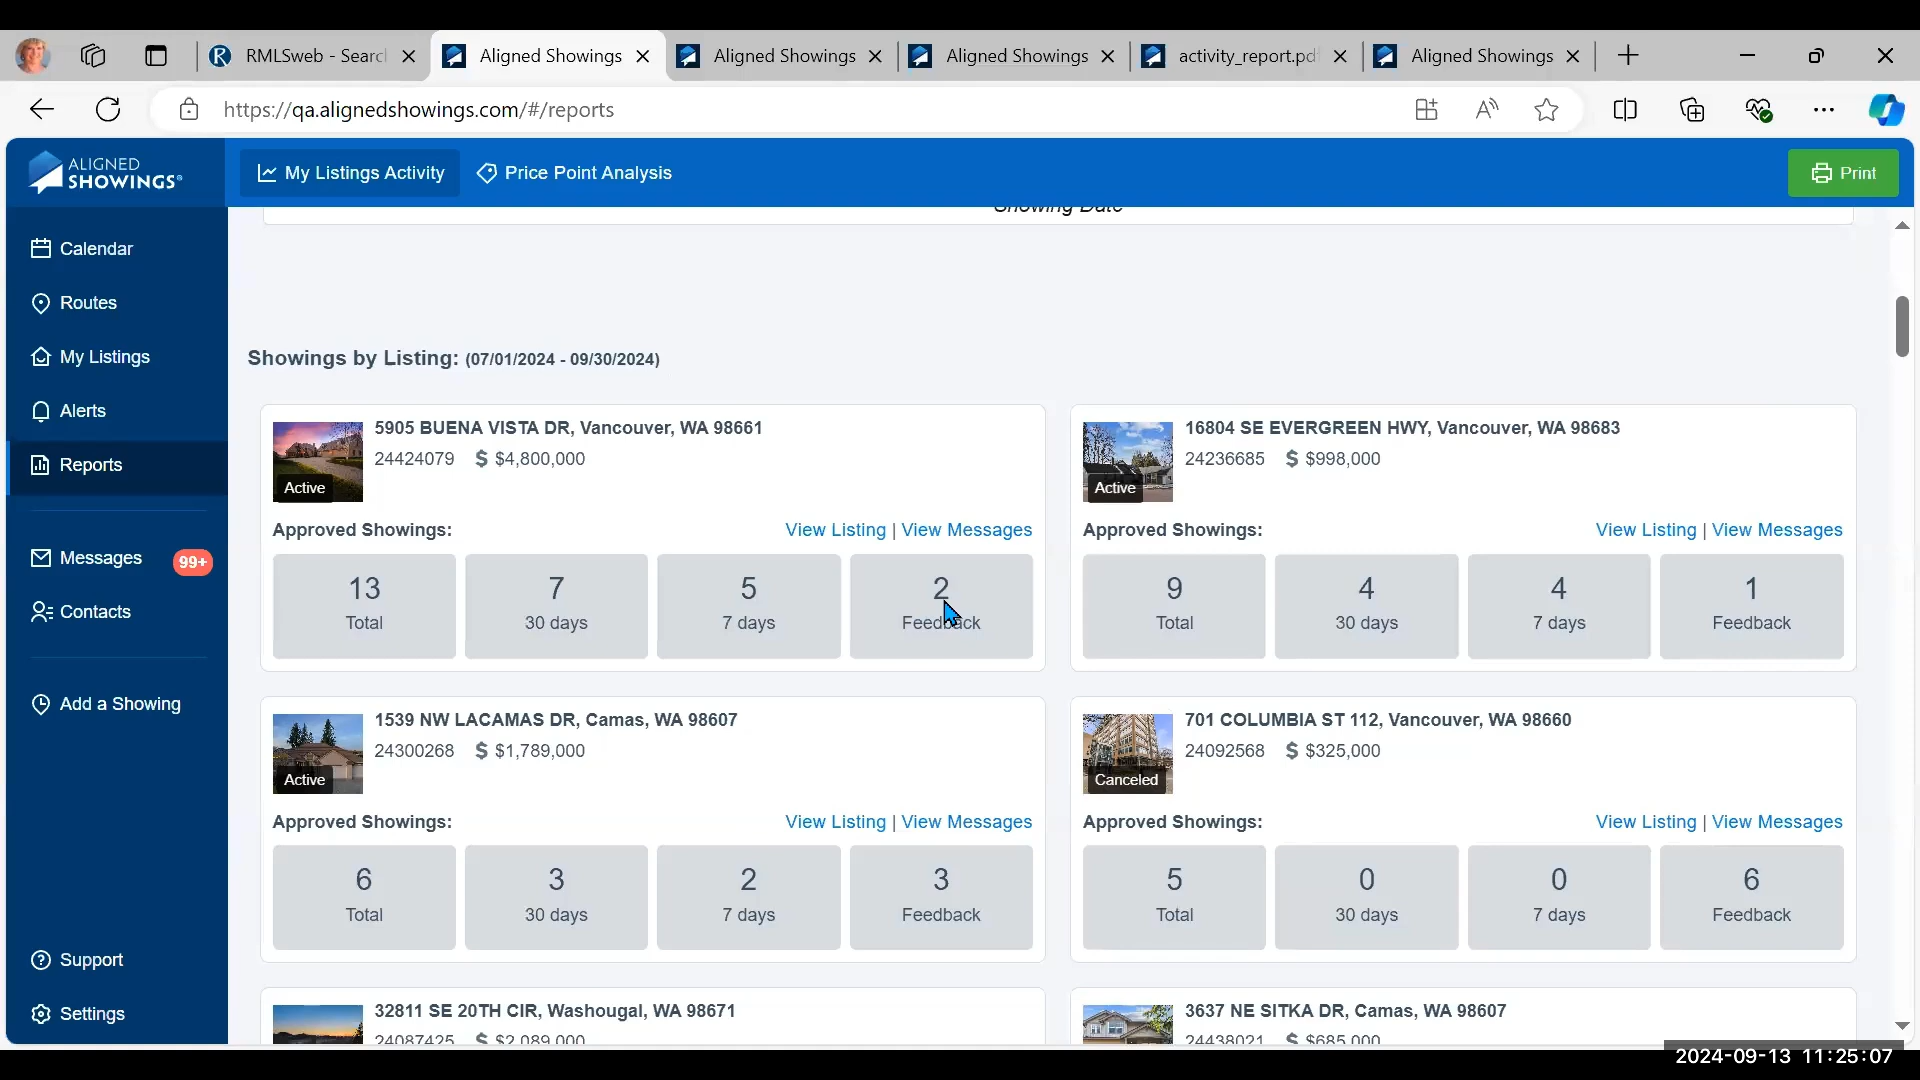 RMLSweb - Searc
Aligned Showings
Aligned Showings
Aligned Showings
activity_report.pd
Aligned Showings
https://qa.alignedshowings.com/#/reports
ALIGNED
SHOWINGS
My Listings Activity
Price Point Analysis
Print
Calendar
Routes
My Listings
Alerts
Reports
Messages 99+
Contacts
Add a Showing
Support
Settings
Showing Date
Showings by Listing: (07/01/2024 - 09/30/2024)
5905 BUENA VISTA DR, Vancouver, WA 98661
24424079 $ $4,800,000
Active
Approved Showings: View Listing | View Messages
13 7 5 2
Total 30 days 7 days Feedback
16804 SE EVERGREEN HWY, Vancouver, WA 98683
24236685 $ $998,000
Active
Approved Showings: View Listing | View Messages
9 4 4 1
Total 30 days 7 days Feedback
1539 NW LACAMAS DR, Camas, WA 98607
24300268 $ $1,789,000
Active
Approved Showings: View Listing | View Messages
6 3 2 3
Total 30 days 7 days Feedback
701 COLUMBIA ST 112, Vancouver, WA 98660
24092568 $ $325,000
Canceled
Approved Showings: View Listing | View Messages
5 0 0 6
Total 30 days 7 days Feedback
32811 SE 20TH CIR, Washougal, WA 98671
24087425 $ $2,089,000
3637 NE SITKA DR, Camas, WA 98607
24438021 $ $685,000
2024-09-13 11:25:07